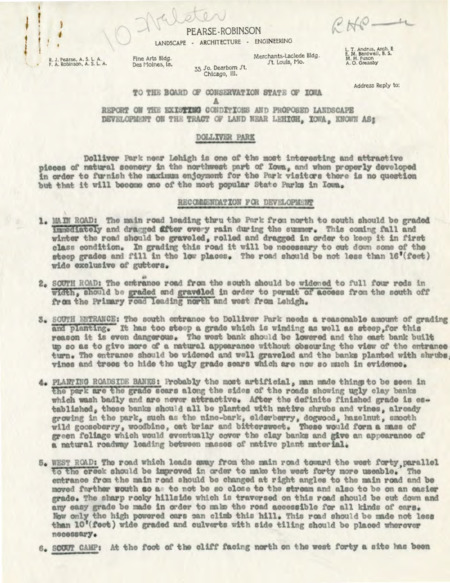 10 Webster
RHP
PEARSE-ROBINSON
LANDSCAPE - ARCHITECTURE - ENGINEERING
R. J. Pearse, A. S. L. A.
F. A. Robinson, A. S. L. A.
Fine Arts Bldg.
Des Moines, Ia.
35 So. Dearborn St.
Chicago, Ill.
Merchants-Laclede Bldg.
St. Louis, Mo.
Address Reply to:
TO THE BOARD OF CONSERVATION STATE OF IOWA
A
REPORT ON THE EXISTING CONDITIONS AND PROPOSED LANDSCAPE
DEVELOPMENT ON THE TRACT OF LAND NEAR LEHIGH, IOWA, KNOWN AS;
DOLLIVER PARK
Dolliver Park near Lehigh is one of the most interesting and attractive
pieces of natural scenery in the northwest part of Iowa, and when properly developed
in order to furnish the maximum enjoyment for the Park visitors there is no question
but that it will become one of the most popular State Parks in Iowa.
RECOMMENDATION FOR DEVELOPMENT
1. MAIN ROAD: The main road leading thru the Park from north to south should be graded
immediately and dragged after every rain during the summer. This coming fall and
winter the road should be graveled, rolled and dragged in order to keep it in first
class condition. In grading this road it will be necessary to cut down some of the
steep grades and fill in the low places. The road should be not less than 16'(feet)
wide exclusive of gutters.
2. SOUTH ROAD: The entrance road from the south should be widened to full four rods in
width, should be graded and graveled in order to permit of access from the south off
from the Primary road leading north and west from Lehigh.
3. SOUTH ENTRANCE: The south entrance to Dolliver Park needs a reasonable amount of grading
and planting. It has too steep a grade which is winding as well as steep,for this
reason it is even dangerous. The west bank should be lowered and the east bank built
up so as to give more of a natural appearance without obscuring the view of the entrance
turn. The entrance should be widened and well graveled and the banks planted with shrubs,
vines and trees to hide the ugly grade scars which are now so much in evidence.
4. PLANTING ROADSIDE BANKS: Probably the most artificial, man made things to be seen in
the park are the grade scars along the sides of the roads showing ugly clay banks
which wash badly and are never attractive. After the definite finished grade is es-
tablished, these banks should all be planted with native shrubs and vines, already
growing in the park, such as the nine-bark, elderberry, dogwood, hazelnut, smooth
wild gooseberry, woodbine, cat briar and bittersweet. These would form a mass of
green foliage which would eventually cover the clay banks and give an appearance of
a natural roadway leading between masses of native plant material.
5. WEST ROAD: The road which leads away from the main road toward the west forty,parallel
to the creek should be improved in order to make the west forty more useable. The
entrance from the main road should be changed at right angles to the main road and be
moved further south so as to not be so close to the stream and also to be on an easier
grade. The sharp rocky hillside which is traversed on this road should be cut down and
any easy grade be made in order to make the road accessible for all kinds of cars.
Now only the high powered cars can climb this hill. This road should be made not less
than 10'(feet) wide graded and culverts with side tiling should be placed wherever
necessary.
6. SCOUT CAMP: At the foot of the cliff facing north on the west forty a site has been